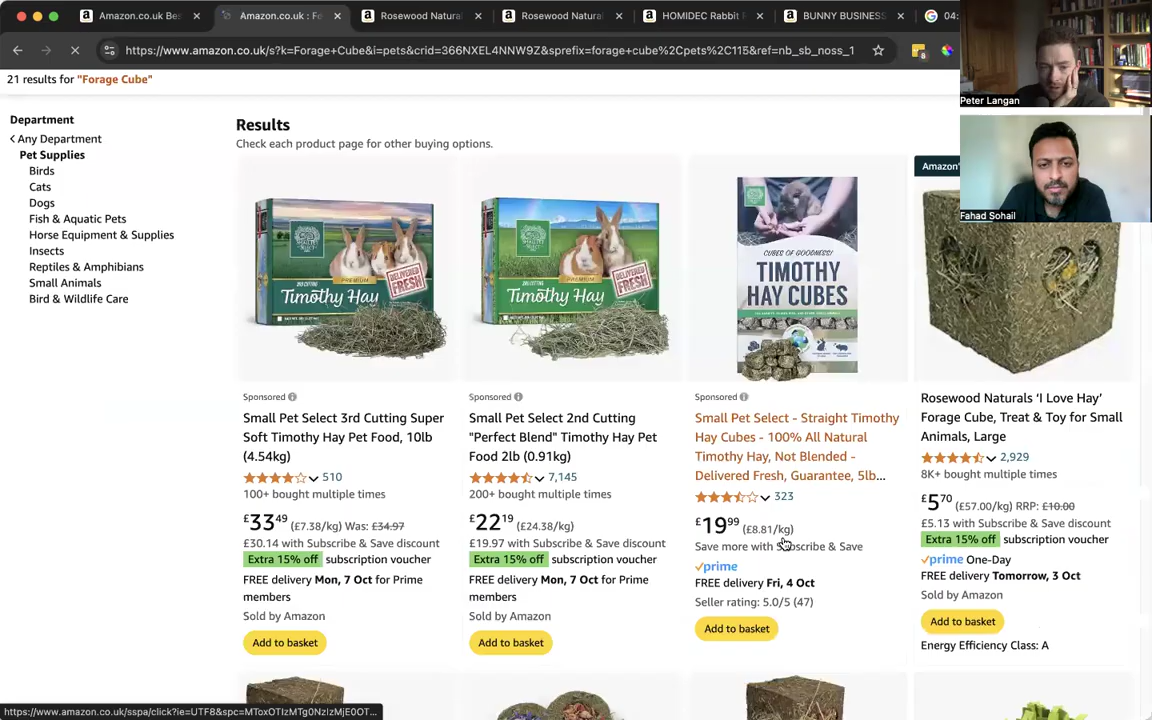 Amazon.co.uk Bes
Amazon.co.uk : Fo
Rosewood Natural
Rosewood Natural
HOMIDEC Rabbit P
BUNNY BUSINESS
04:
https://www.amazon.co.uk/s?k=Forage+Cube&i=pets&crid=366NXEL4NNW9Z&sprefix=forage+cube%2Cpets%2C115&ref=nb_sb_noss_1
21 results for "Forage Cube"
Peter Langan
Fahad Sohail
Department
Any Department
Pet Supplies
Birds
Cats
Dogs
Fish & Aquatic Pets
Horse Equipment & Supplies
Insects
Reptiles & Amphibians
Small Animals
Bird & Wildlife Care
Results
Check each product page for other buying options.
PREMIUM
Timothy Hay
DELIVERED
FRESH
Sponsored
Small Pet Select 3rd Cutting Super
Soft Timothy Hay Pet Food, 10lb
(4.54kg)
510
100+ bought multiple times
£33.49 (£7.38/kg) Was: £34.97
£30.14 with Subscribe & Save discount
Extra 15% off subscription voucher
FREE delivery Mon, 7 Oct for Prime
members
Sold by Amazon
Add to basket
PREMIUM
Timothy Hay
DELIVERED
FRESH
Sponsored
Small Pet Select 2nd Cutting
"Perfect Blend" Timothy Hay Pet
Food 2lb (0.91kg)
7,145
200+ bought multiple times
£22.19 (£24.38/kg)
£19.97 with Subscribe & Save discount
Extra 15% off subscription voucher
FREE delivery Mon, 7 Oct for Prime
members
Sold by Amazon
Add to basket
CUBES OF GOODNESS!
TIMOTHY
HAY CUBES
Sponsored
Small Pet Select - Straight Timothy
Hay Cubes - 100% All Natural
Timothy Hay, Not Blended -
Delivered Fresh, Guarantee, 5lb...
323
£19.99 (£8.81/kg)
Save more with Subscribe & Save
prime
FREE delivery Fri, 4 Oct
Seller rating: 5.0/5 (47)
Add to basket
Amazon's
Rosewood Naturals ‘I Love Hay’
Forage Cube, Treat & Toy for Small
Animals, Large
2,929
8K+ bought multiple times
£5.70 (£57.00/kg) RRP: £10.00
£5.13 with Subscribe & Save discount
Extra 15% off subscription voucher
prime One-Day
FREE delivery Tomorrow, 3 Oct
Sold by Amazon
Add to basket
Energy Efficiency Class: A
https://www.amazon.co.uk/sspa/click?ie=UTF8&spc=MToxOTIzMTg0NzIzMjE0OT...